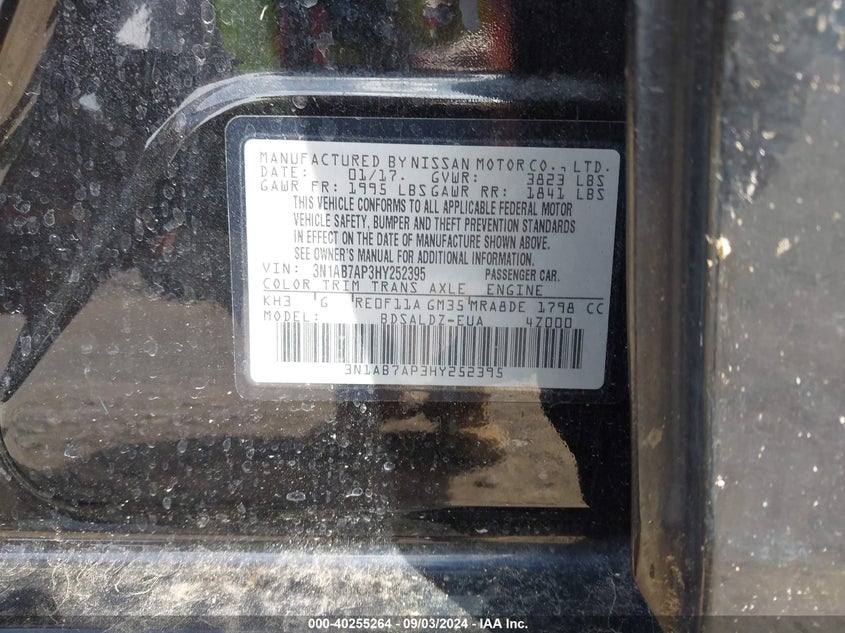 MANUFACTURED BY NISSAN MOTOR CO., LTD.
DATE: 01/17. GVWR: 3823 LBS
GAWR FR: 1995 LBS GAWR RR: 1841 LBS
THIS VEHICLE CONFORMS TO ALL APPLICABLE FEDERAL MOTOR
VEHICLE SAFETY, BUMPER AND THEFT PREVENTION STANDARDS
IN EFFECT ON THE DATE OF MANUFACTURE SHOWN ABOVE.
SEE OWNER'S MANUAL FOR ADDITIONAL INFORMATION.
VIN: 3N1AB7AP3HY252395 PASSENGER CAR.
COLOR TRIM TRANS AXLE ENGINE
KH3 G RE0F11A GM35 MRA8DE 1798 CC
MODEL: BDSALDZ-EUA 4Z000
3N1AB7AP3HY252395
000-40255264 - 09/03/2024 - IAA Inc.